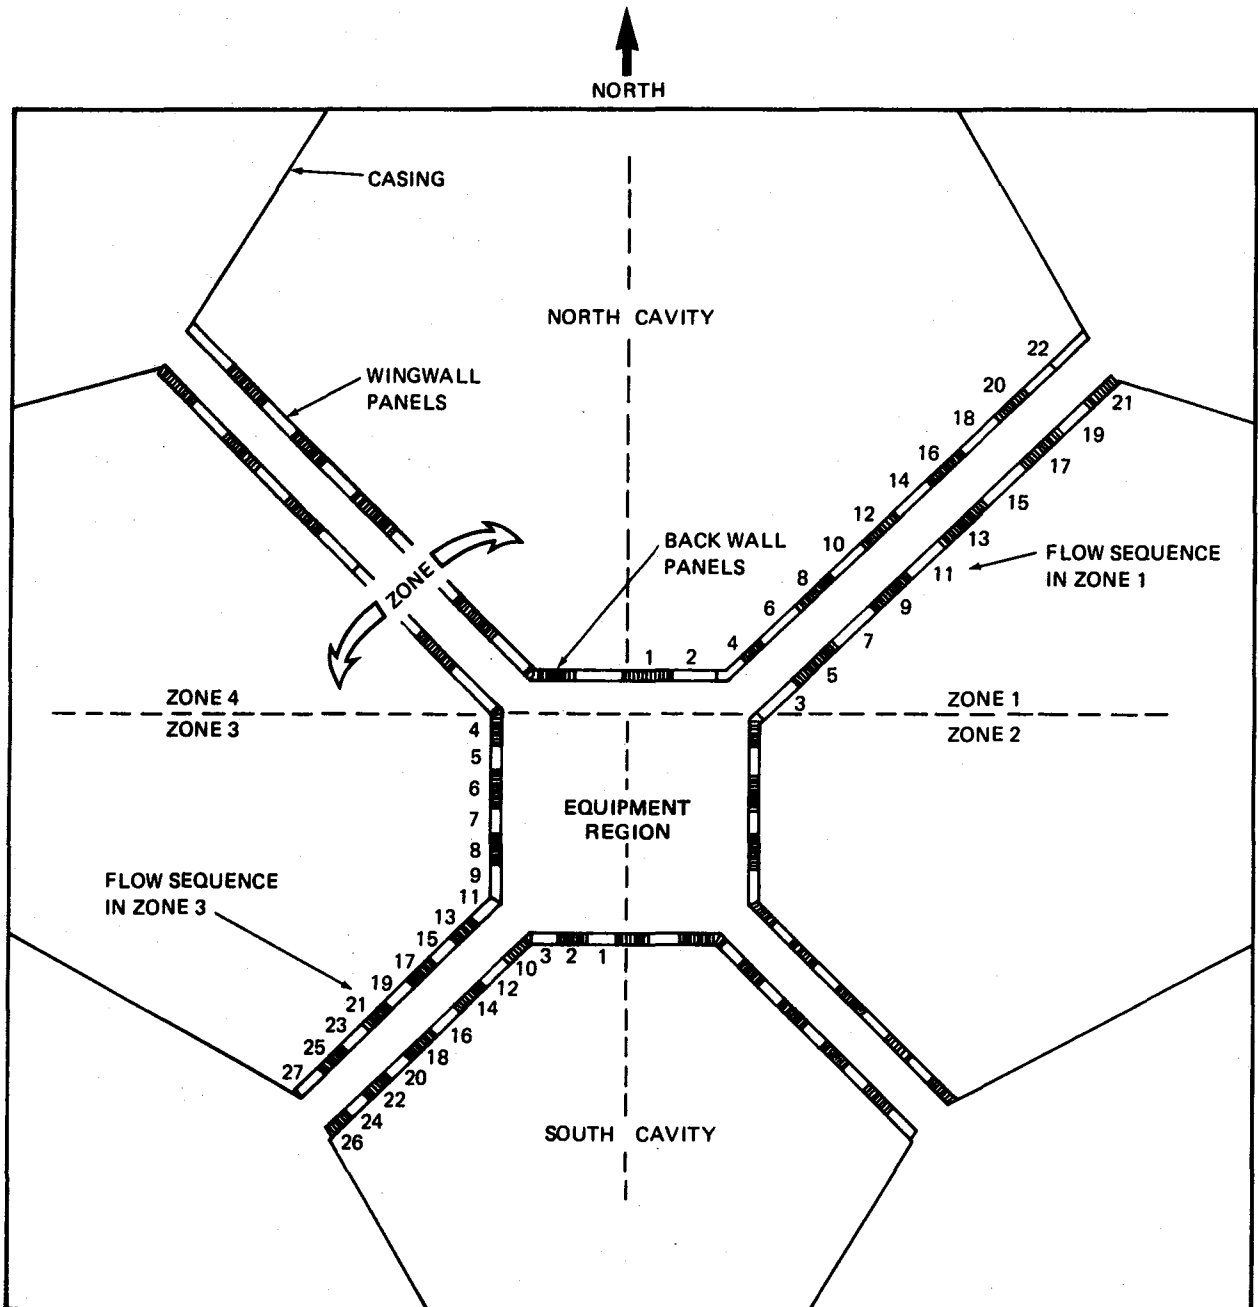 NORTH
CASING
NORTH CAVITY
WINGWALL
PANELS
22
20
18
16
14
12
10
8
6
4
21
19
17
15
13
11
9
7
5
3
FLOW SEQUENCE
IN ZONE 1
BACK WALL
PANELS
1 2
ZONE
ZONE 4
ZONE 3
ZONE 1
ZONE 2
4
5
6
7
8
9
11
13
15
17
19
21
23
25
27
EQUIPMENT
REGION
FLOW SEQUENCE
IN ZONE 3
10 3 2 1
12
14
16
18
20
22
24
26
SOUTH CAVITY